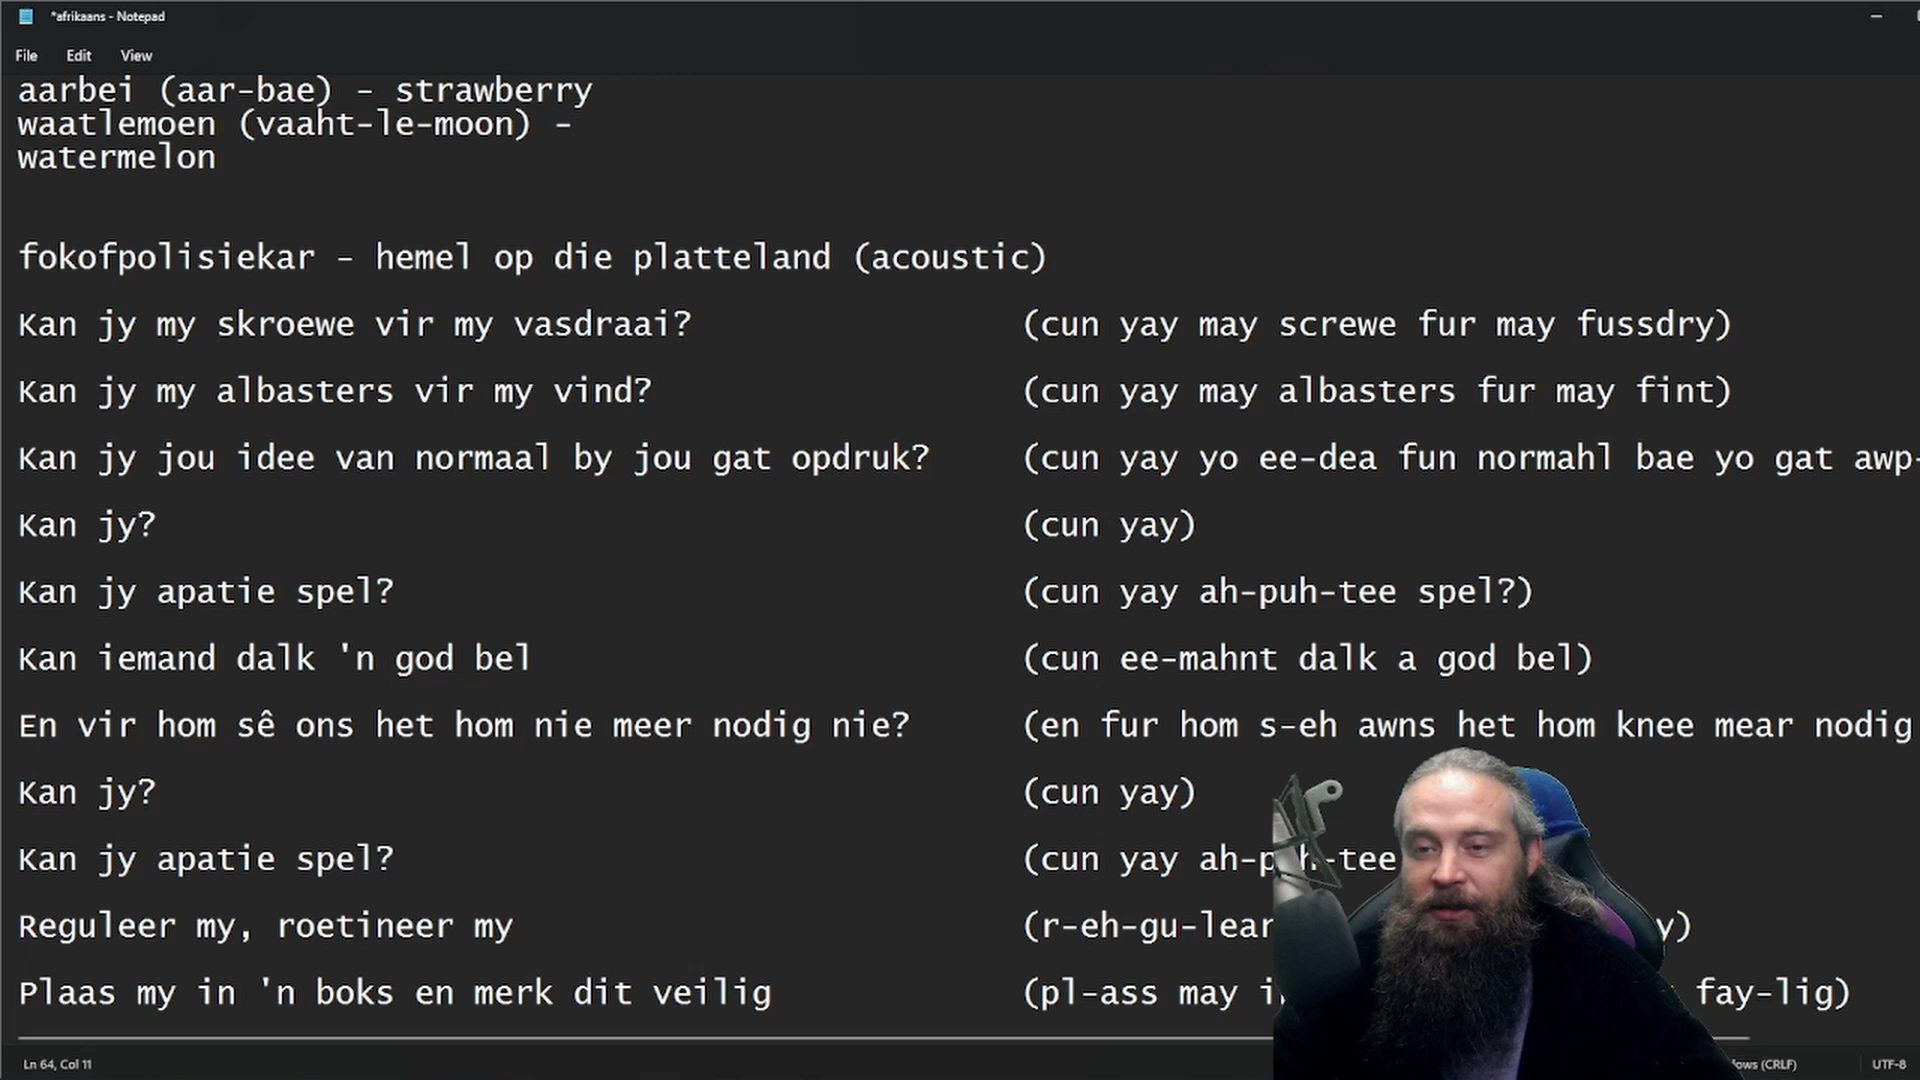 *afrikaans - Notepad
File Edit View
aarbei (aar-bae) - strawberry
waatlemoen (vaaht-le-moon) -
watermelon
fokofpolisiekar - hemel op die platteland (acoustic)
Kan jy my skroewe vir my vasdraai? (cun yay may screwe fur may fussdry)
Kan jy my albasters vir my vind? (cun yay may albasters fur may fint)
Kan jy jou idee van normaal by jou gat opdruk? (cun yay yo ee-dea fun normahl bae yo gat awp-
Kan jy? (cun yay)
Kan jy apatie spel? (cun yay ah-puh-tee spel?)
Kan iemand dalk 'n god bel (cun ee-mahnt dalk a god bel)
En vir hom sê ons het hom nie meer nodig nie? (en fur hom s-eh awns het hom knee mear nodig
Kan jy? (cun yay)
Kan jy apatie spel? (cun yay ah-puh-tee
Reguleer my, roetineer my (r-eh-gu-lear y)
Plaas my in 'n boks en merk dit veilig (pl-ass may fay-lig)
Ln 64, Col 11 (CRLF) UTF-8